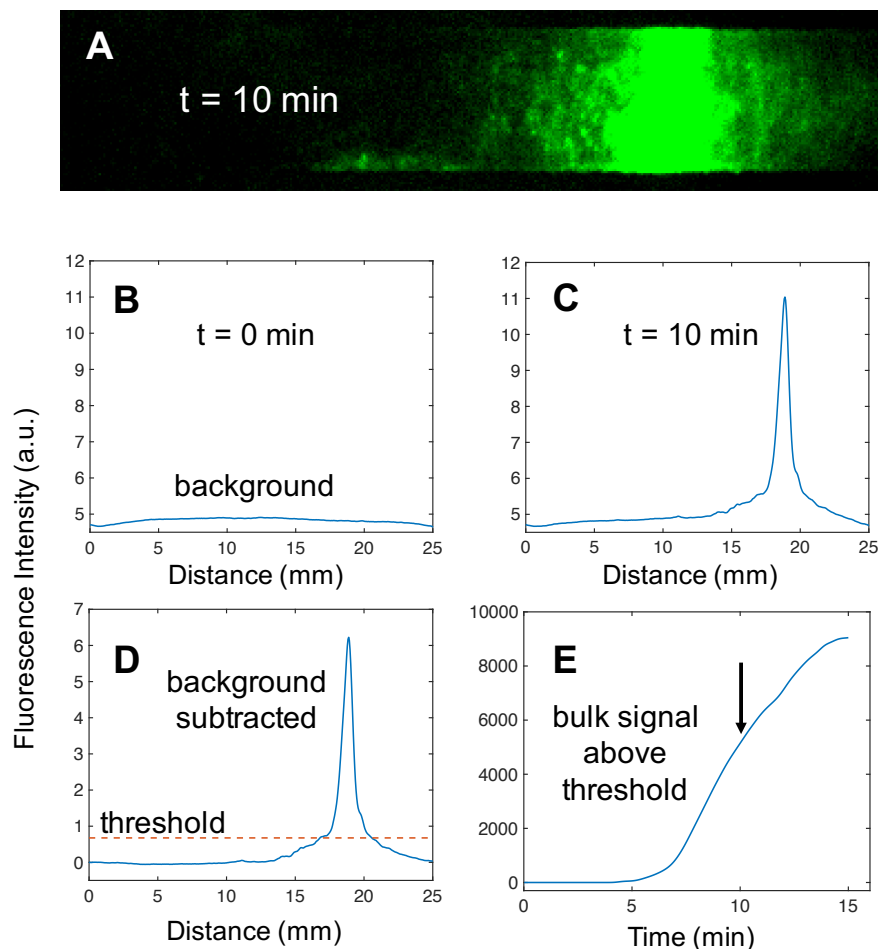 A
t = 10 min
Fluorescence Intensity (a.u.)
B
t = 0 min
background
12
11
10
9
8
7
6
5
0
5
10
15
20
25
Distance (mm)
C
t = 10 min
12
11
10
9
8
7
6
5
0
5
10
15
20
25
Distance (mm)
D
background
subtracted
threshold
7
6
5
4
3
2
1
0
0
5
10
15
20
25
Distance (mm)
E
bulk signal
above
threshold
10000
8000
6000
4000
2000
0
0
5
10
15
Time (min)